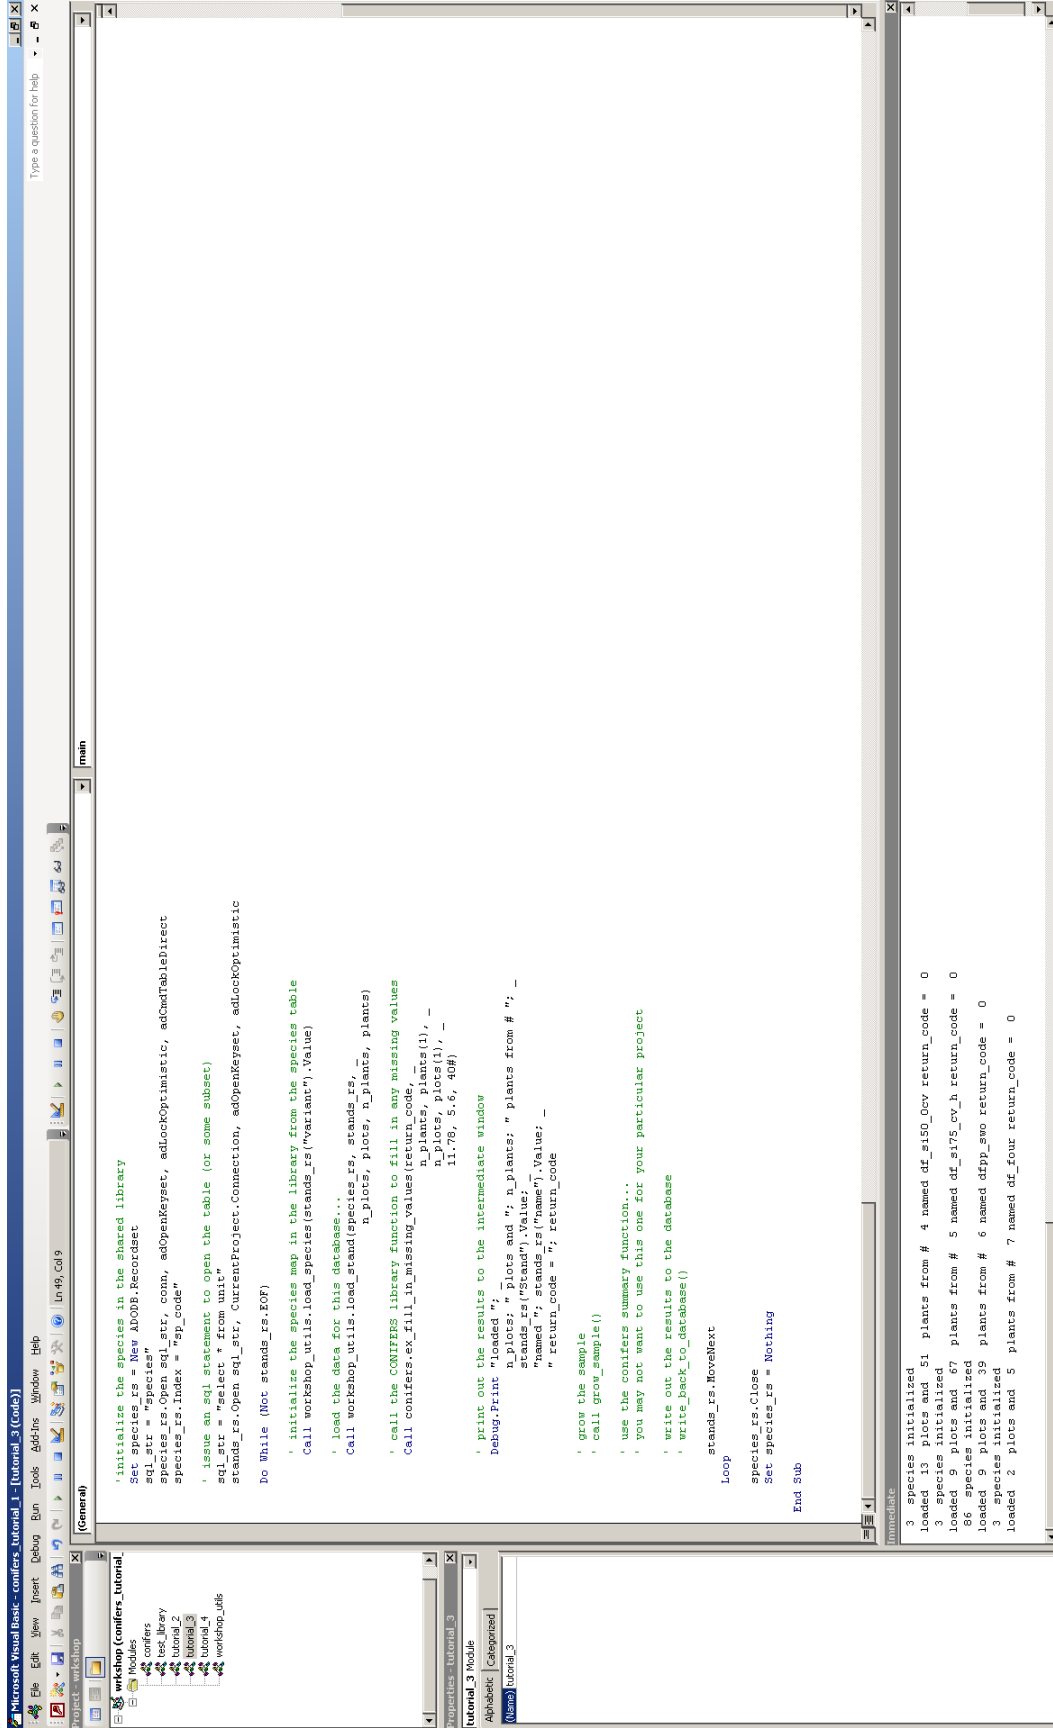 Microsoft Visual Basic - conifers_tutorial_1 - [tutorial_3 (Code)]
File Edit View Insert Debug Run Tools Add-Ins Window Help
Type a question for help
Ln 49, Col 9
Project - wrkshop
wrkshop (conifers_tutorial_
Modules
conifers
test_library
tutorial_2
tutorial_3
tutorial_4
workshop_utils
Properties - tutorial_3
tutorial_3 Module
Alphabetic Categorized
(Name) tutorial_3
(General)
main
'initialize the species in the shared library
Set species_rs = New ADODB.Recordset
sql_str = "species"
species_rs.Open sql_str, conn, adOpenKeyset, adLockOptimistic, adCmdTableDirect
species_rs.Index = "sp_code"
' issue an sql statement to open the table (or some subset)
sql_str = "select * from unit"
stands_rs.Open sql_str, CurrentProject.Connection, adOpenKeyset, adLockOptimistic
Do While (Not stands_rs.EOF)
' initialize the species map in the library from the species table
Call workshop_utils.load_species(stands_rs("variant").Value)
' load the data for this database...
Call workshop_utils.load_stand(species_rs, stands_rs, _
n_plots, plots, n_plants, plants)
' call the CONIFERS library function to fill in any missing values
Call conifers.ex_fill_in_missing_values(return_code, _
n_plants, plants(1), _
n_plots, plots(1), _
11.78, 5.6, 40#)
' print out the results to the intermediate window
Debug.Print "loaded "; _
n_plots; " plots and "; n_plants; " plants from # "; _
stands_rs("Stand").Value; _
"named "; stands_rs("name").Value; _
" return_code = "; return_code
' grow the sample
' call grow_sample()
' use the conifers summary function...
' you may not want to use this one for your particular project
' write out the results to the database
' write_back_to_database()
stands_rs.MoveNext
Loop
species_rs.Close
Set species_rs = Nothing
End Sub
Immediate
3 species initialized
loaded 13 plots and 51 plants from # 4 named df_si50_0cv return_code = 0
3 species initialized
loaded 9 plots and 67 plants from # 5 named df_si75_cv_h return_code = 0
86 species initialized
loaded 9 plots and 39 plants from # 6 named dfpp_swo return_code = 0
3 species initialized
loaded 2 plots and 5 plants from # 7 named df_four return_code = 0